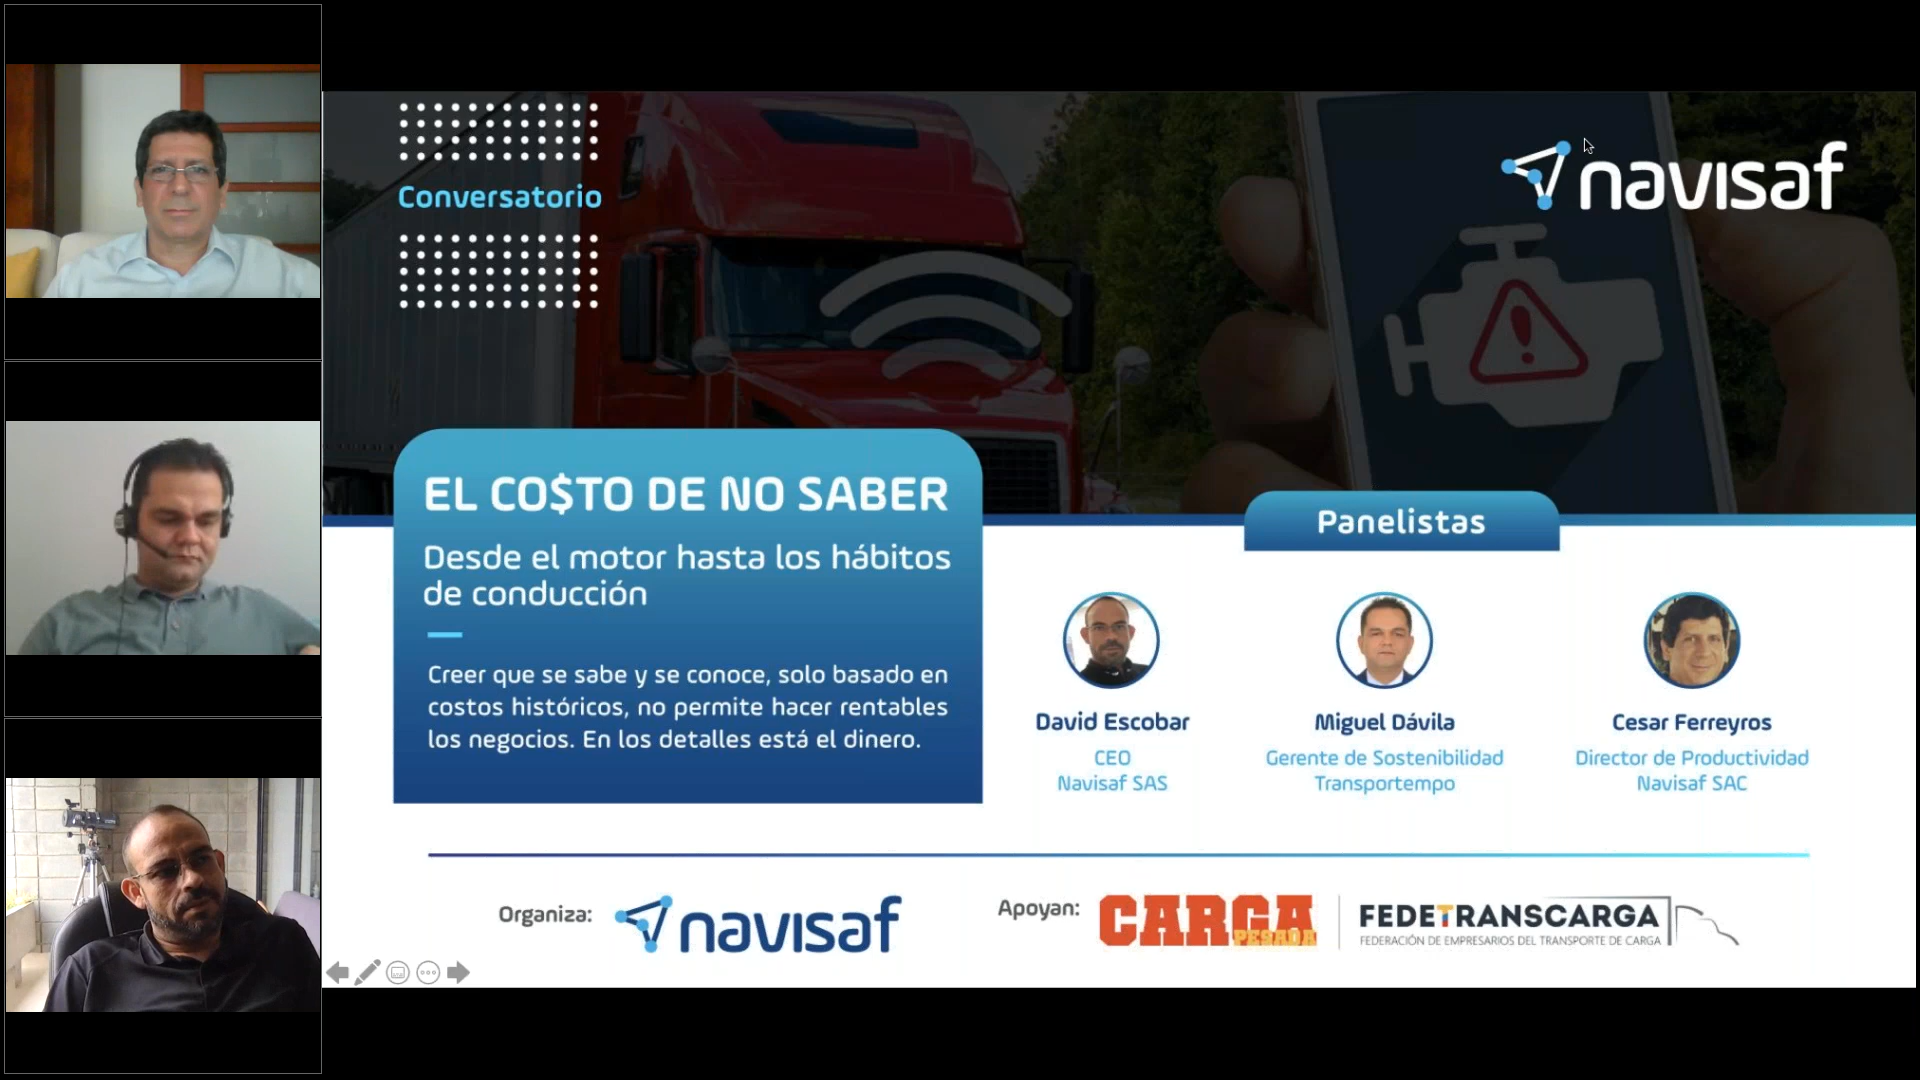 Conversatorio
navisaf
EL CO$TO DE NO SABER
Desde el motor hasta los hábitos
de conducción
Creer que se sabe y se conoce, solo basado en
costos históricos, no permite hacer rentables
los negocios. En los detalles está el dinero.
Panelistas
David Escobar
CEO
Navisaf SAS
Miguel Dávila
Gerente de Sostenibilidad
Transportempo
Cesar Ferreyros
Director de Productividad
Navisaf SAC
Organiza:
navisaf
Apoyan:
CARGA
PESADA
FEDETRANSCARGA
FEDERACIÓN DE EMPRESARIOS DEL TRANSPORTE DE CARGA